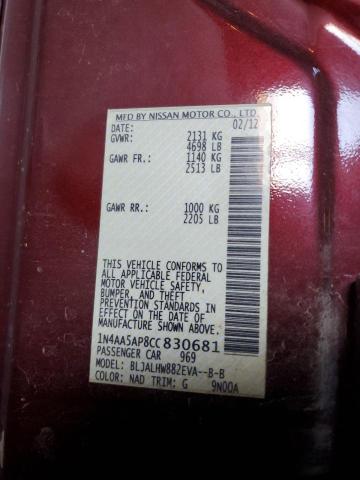 MFD BY NISSAN MOTOR CO., LTD
DATE: 02/12
GVWR: 2131 KG
4698 LB
GAWR FR.: 1140 KG
2513 LB
GAWR RR.: 1000 KG
2205 LB
THIS VEHICLE CONFORMS TO
ALL APPLICABLE FEDERAL
MOTOR VEHICLE SAFETY,
BUMPER, AND THEFT
PREVENTION STANDARDS IN
EFFECT ON THE DATE OF
MANUFACTURE SHOWN ABOVE.
1N4AA5AP8CC830681
PASSENGER CAR 969
MODEL: BLJALHW882EVA--B-B
COLOR: NAD TRIM: G 9N00A